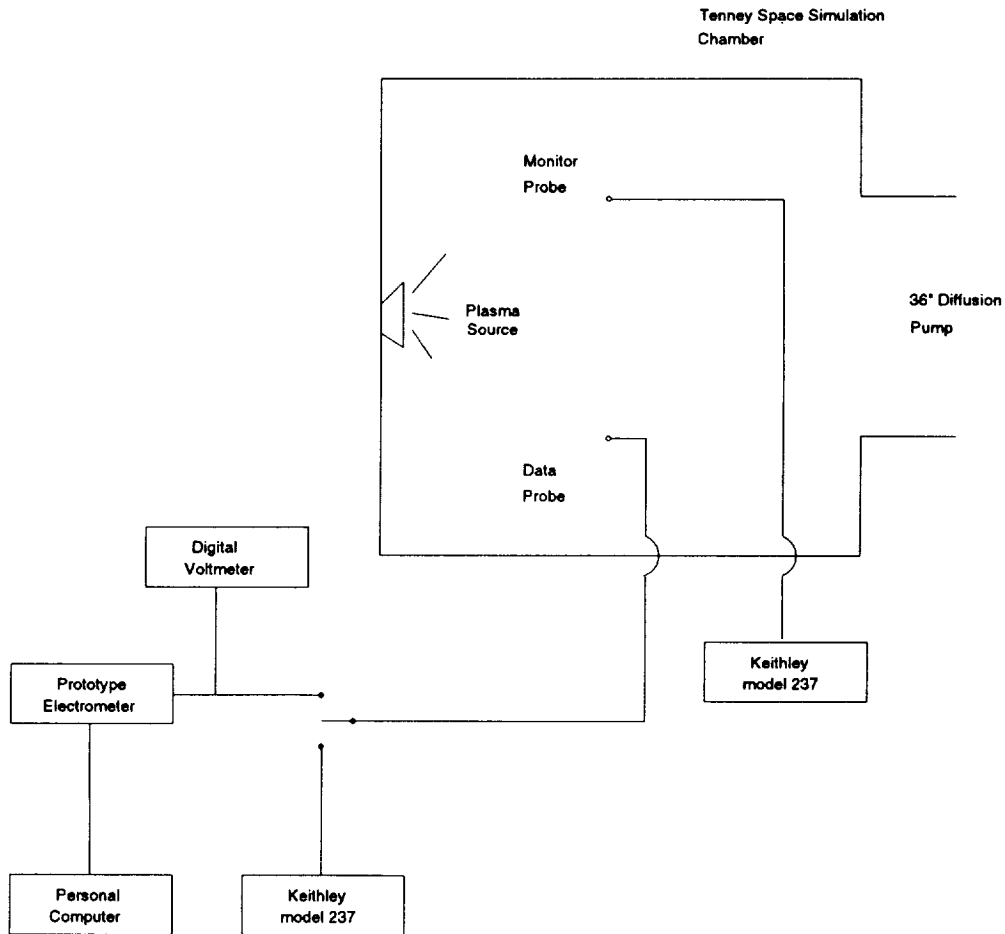 Tenney Space Simulation
Chamber
Monitor
Probe
36" Diffusion
Pump
Plasma
Source
Data
Probe
Digital
Voltmeter
Keithley
model 237
Prototype
Electrometer
Personal
Computer
Keithley
model 237